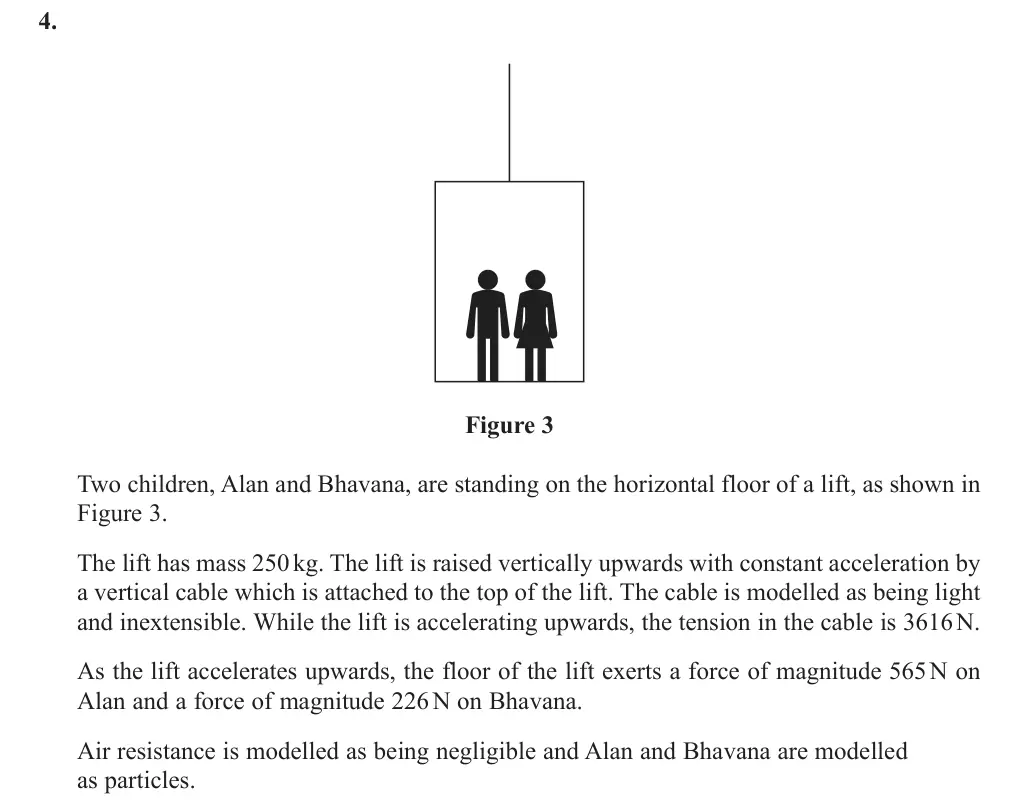 4.
Figure 3
Two children, Alan and Bhavana, are standing on the horizontal floor of a lift, as shown in
Figure 3.
The lift has mass 250 kg. The lift is raised vertically upwards with constant acceleration by
a vertical cable which is attached to the top of the lift. The cable is modelled as being light
and inextensible. While the lift is accelerating upwards, the tension in the cable is 3616 N.
As the lift accelerates upwards, the floor of the lift exerts a force of magnitude 565 N on
Alan and a force of magnitude 226 N on Bhavana.
Air resistance is modelled as being negligible and Alan and Bhavana are modelled
as particles.